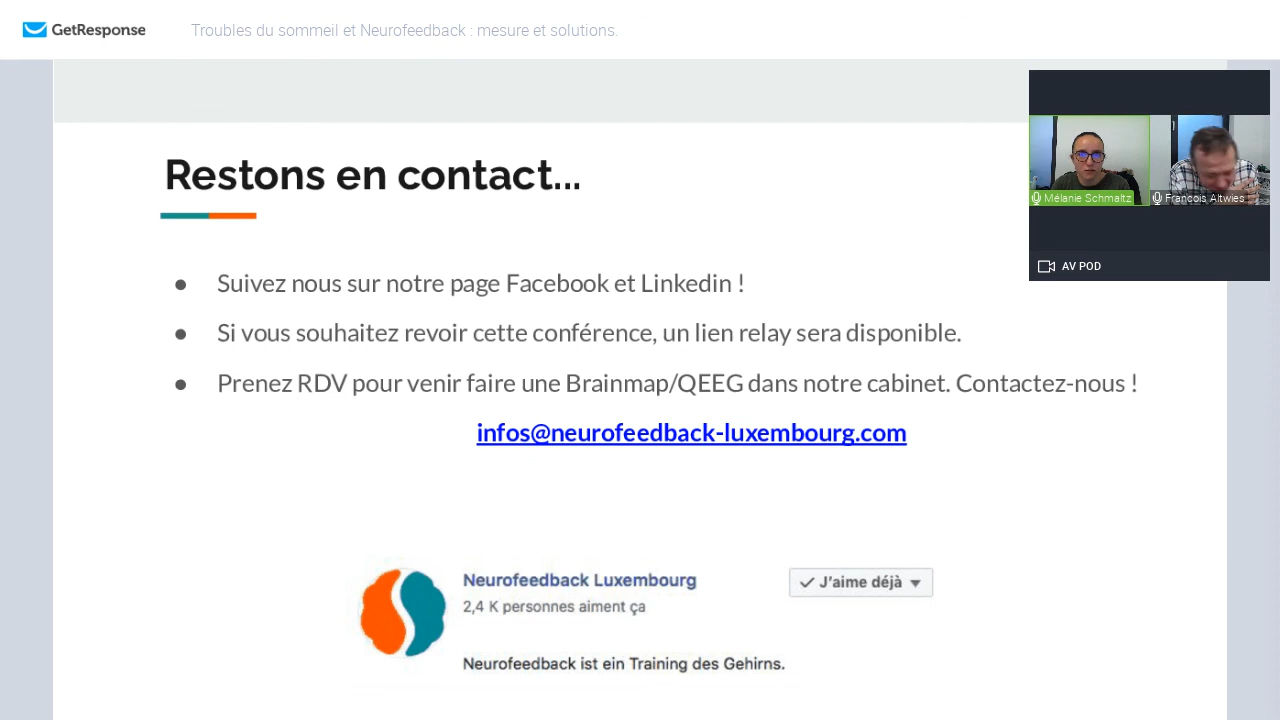 GetResponse
Troubles du sommeil et Neurofeedback : mesure et solutions.
Restons en contact...
Mélanie Schmaltz
Francois Altwies
AV POD
● Suivez nous sur notre page Facebook et Linkedin !
● Si vous souhaitez revoir cette conférence, un lien relay sera disponible.
● Prenez RDV pour venir faire une Brainmap/QEEG dans notre cabinet. Contactez-nous !
infos@neurofeedback-luxembourg.com
Neurofeedback Luxembourg
J'aime déjà
2,4 K personnes aiment ça
Neurofeedback ist ein Training des Gehirns.